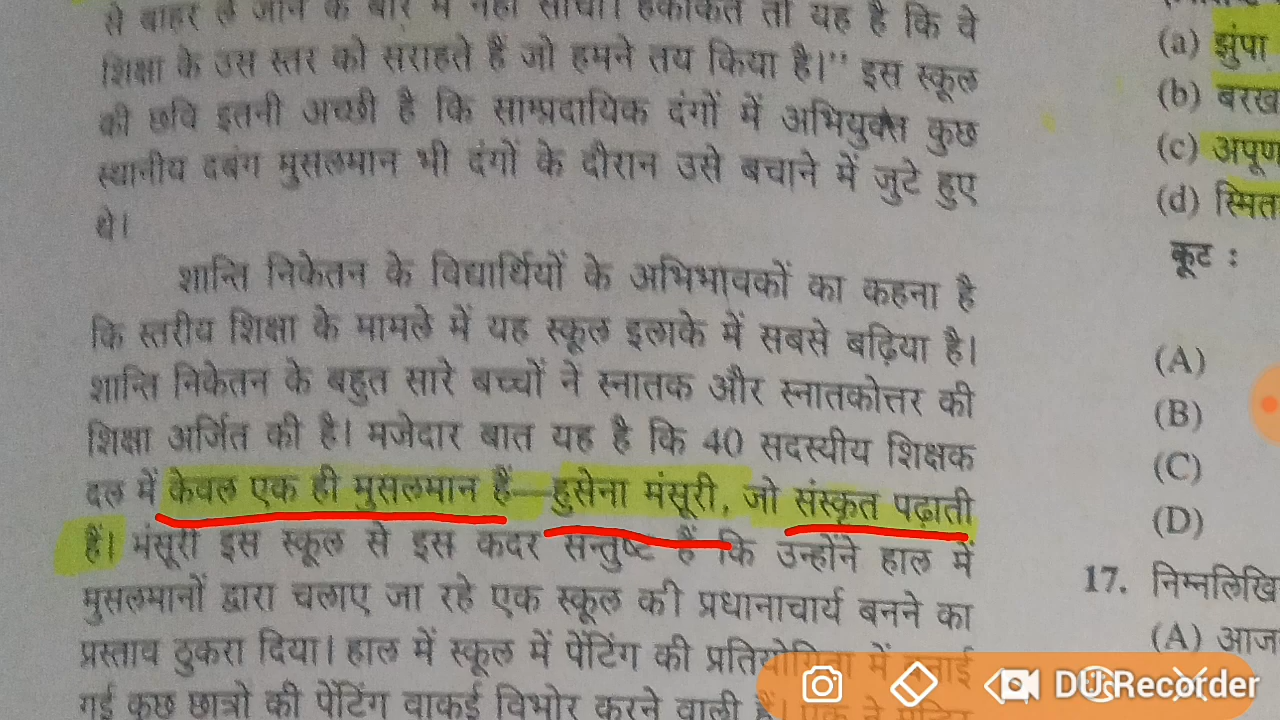 से बाहर ले जाने के बारे में नहीं सोचा। हकीकत तो यह है कि वे
शिक्षा के उस स्तर को सराहते हैं जो हमने तय किया है।'' इस स्कूल
की छवि इतनी अच्छी है कि साम्प्रदायिक दंगों में अभियुक्त कुछ
स्थानीय दबंग मुसलमान भी दंगों के दौरान उसे बचाने में जुटे हुए
थे।
शान्ति निकेतन के विद्यार्थियों के अभिभावकों का कहना है
कि स्तरीय शिक्षा के मामले में यह स्कूल इलाके में सबसे बढ़िया है।
शान्ति निकेतन के बहुत सारे बच्चों ने स्नातक और स्नातकोत्तर की
शिक्षा अर्जित की है। मजेदार बात यह है कि 40 सदस्यीय शिक्षक
दल में केवल एक ही मुसलमान हैं—हुसेना मंसूरी, जो संस्कृत पढ़ाती
हैं। मंसूरी इस स्कूल से इस कदर सन्तुष्ट हैं कि उन्होंने हाल में
मुसलमानों द्वारा चलाए जा रहे एक स्कूल की प्रधानाचार्य बनने का
प्रस्ताव ठुकरा दिया। हाल में स्कूल में पेंटिंग की प्रतियोगिता में बनाई
गई कुछ छात्रों की पेंटिंग वाकई विभोर करने वाली हैं। एक ने
(a) झुंपा
(b) बरख
(c) अपूर्ण
(d) स्मित
कूट :
(A)
(B)
(C)
(D)
17. निम्नलिखि
(A) आज
DU Recorder